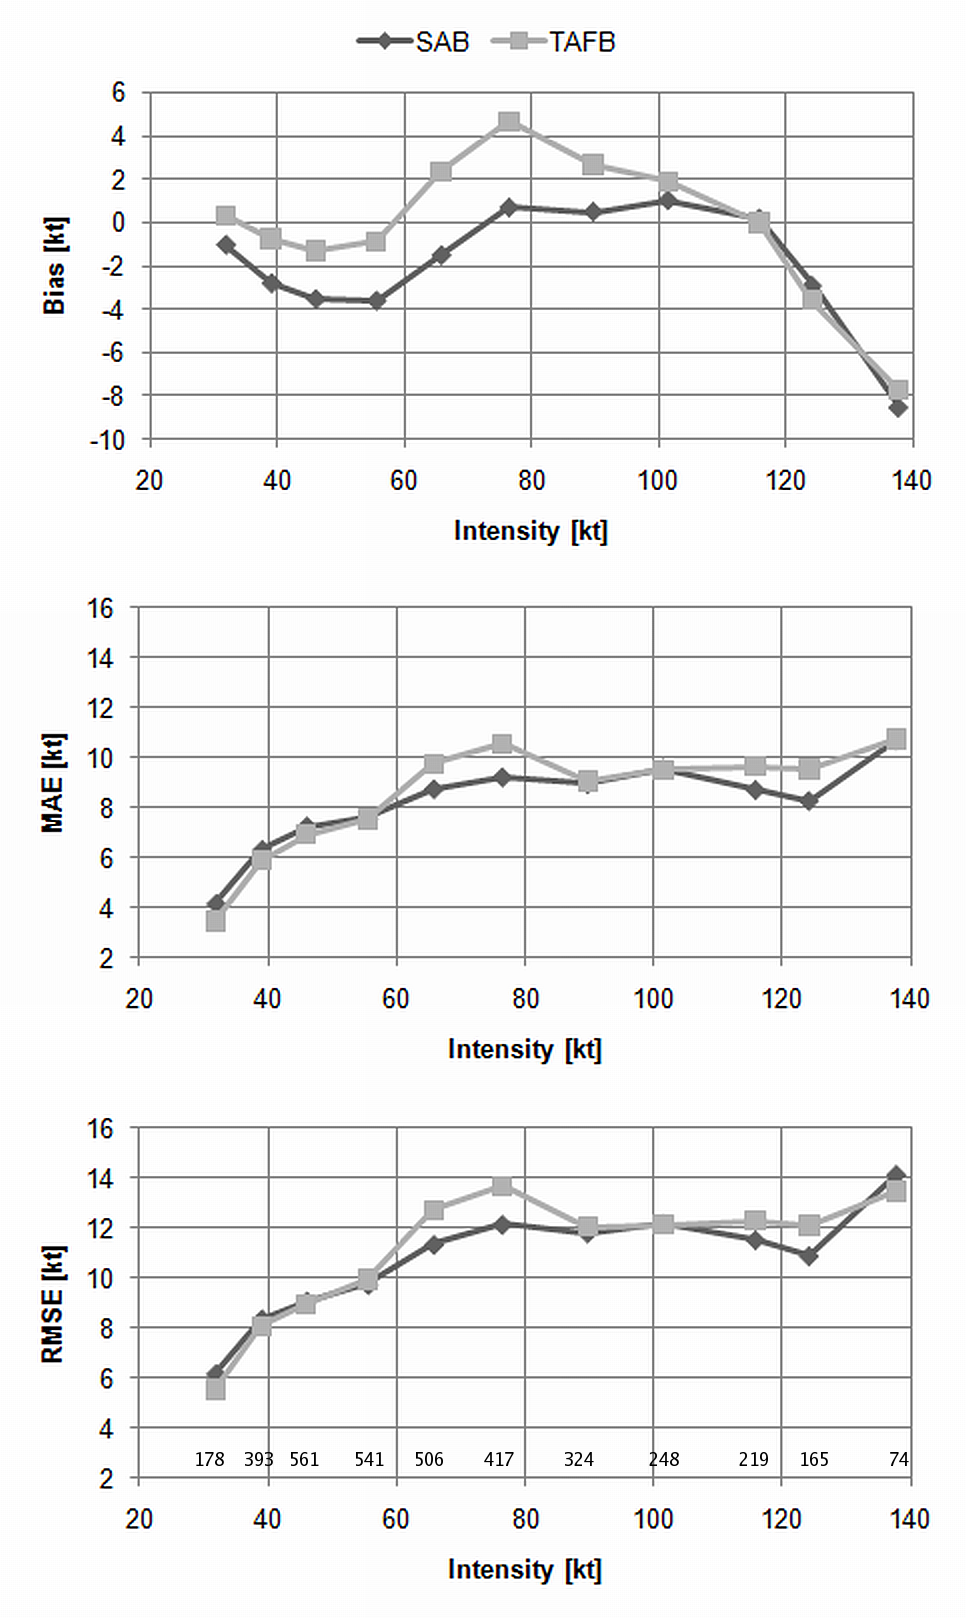 SAB TAFB
6
4
2
0
-2
-4
-6
-8
-10
Bias [kt]
20 40 60 80 100 120 140
Intensity [kt]
16
14
12
10
8
6
4
2
MAE [kt]
20 40 60 80 100 120 140
Intensity [kt]
16
14
12
10
8
6
4
2
RMSE [kt]
178 393 561 541 506 417 324 248 219 165 74
20 40 60 80 100 120 140
Intensity [kt]